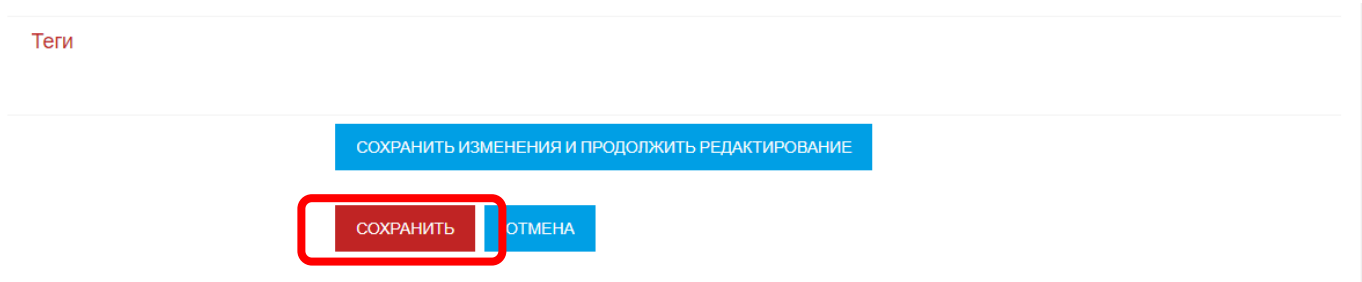 Теги
СОХРАНИТЬ ИЗМЕНЕНИЯ И ПРОДОЛЖИТЬ РЕДАКТИРОВАНИЕ
СОХРАНИТЬ ОТМЕНА